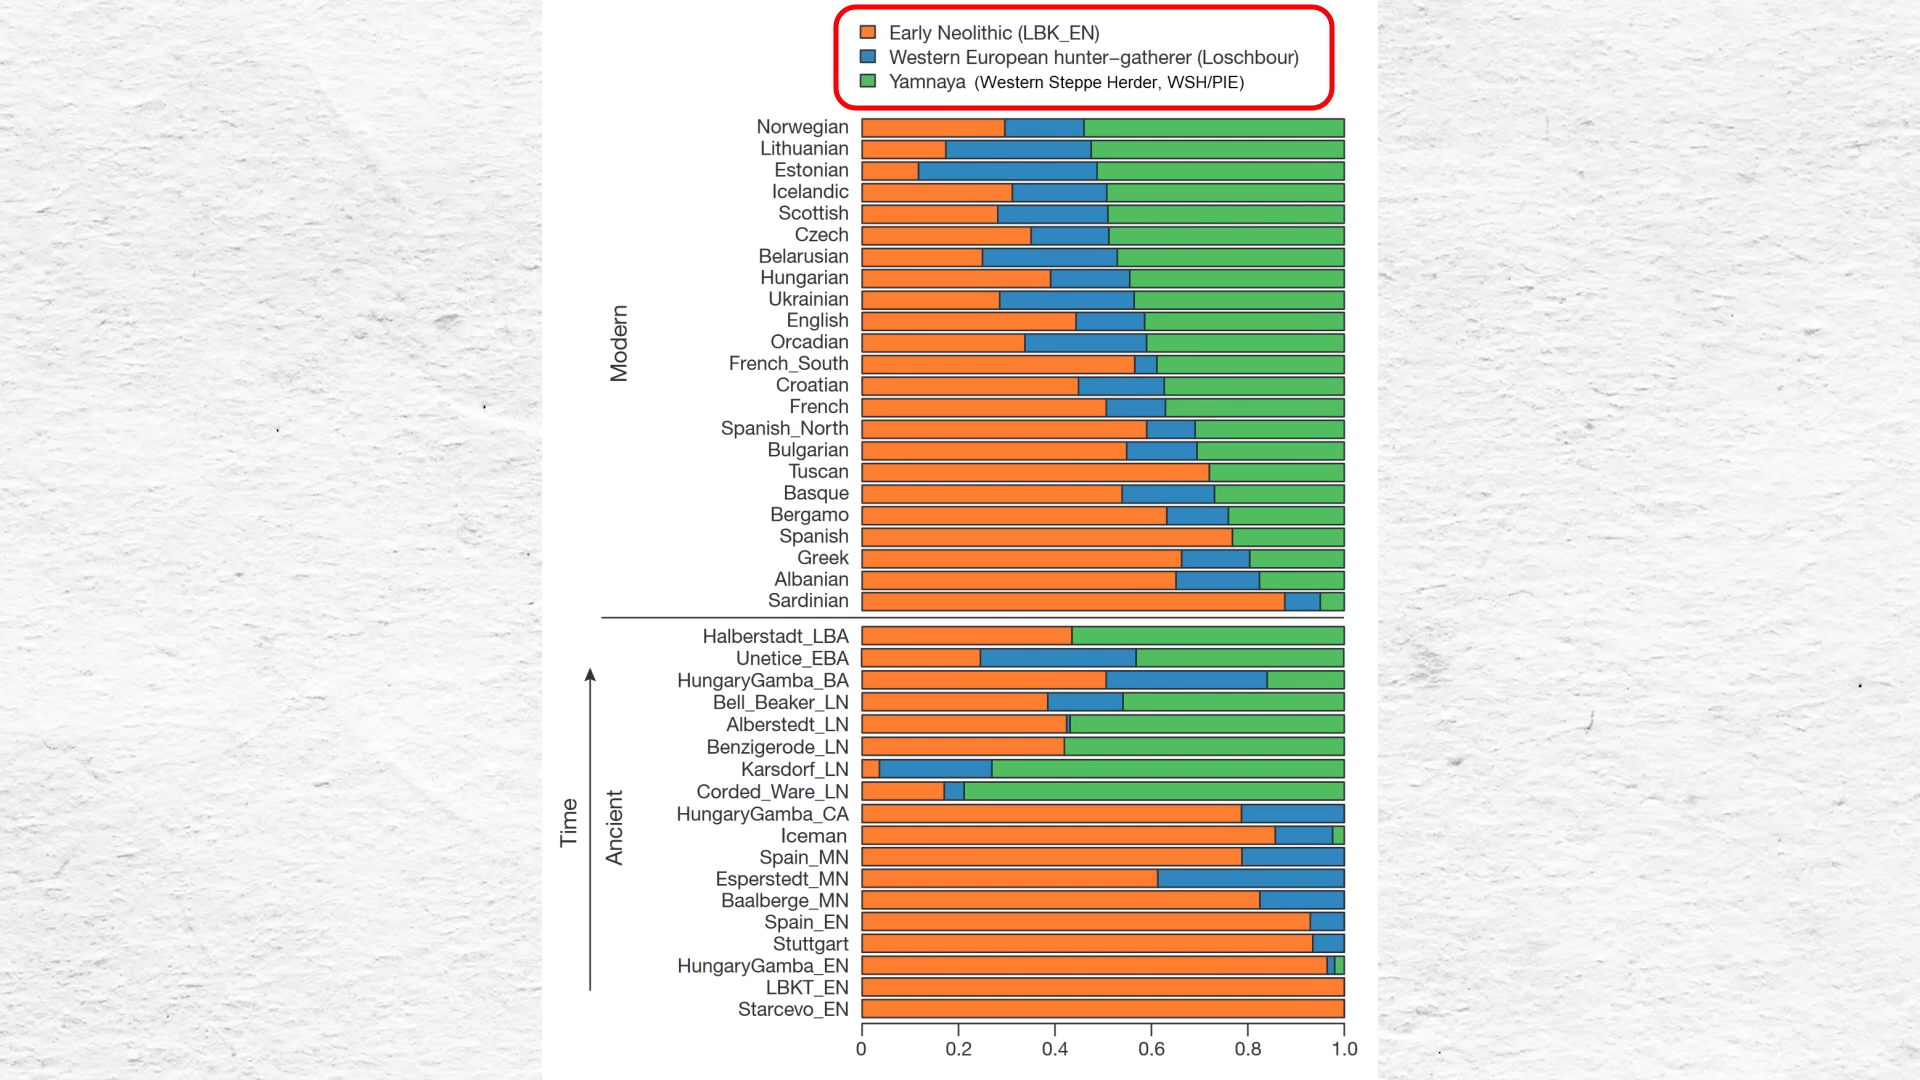 Early Neolithic (LBK_EN)
Western European hunter–gatherer (Loschbour)
Yamnaya (Western Steppe Herder, WSH/PIE)
Modern
Norwegian
Lithuanian
Estonian
Icelandic
Scottish
Czech
Belarusian
Hungarian
Ukrainian
English
Orcadian
French_South
Croatian
French
Spanish_North
Bulgarian
Tuscan
Basque
Bergamo
Spanish
Greek
Albanian
Sardinian
Time
Ancient
Halberstadt_LBA
Unetice_EBA
HungaryGamba_BA
Bell_Beaker_LN
Alberstedt_LN
Benzigerode_LN
Karsdorf_LN
Corded_Ware_LN
HungaryGamba_CA
Iceman
Spain_MN
Esperstedt_MN
Baalberge_MN
Spain_EN
Stuttgart
HungaryGamba_EN
LBKT_EN
Starcevo_EN
0 0.2 0.4 0.6 0.8 1.0